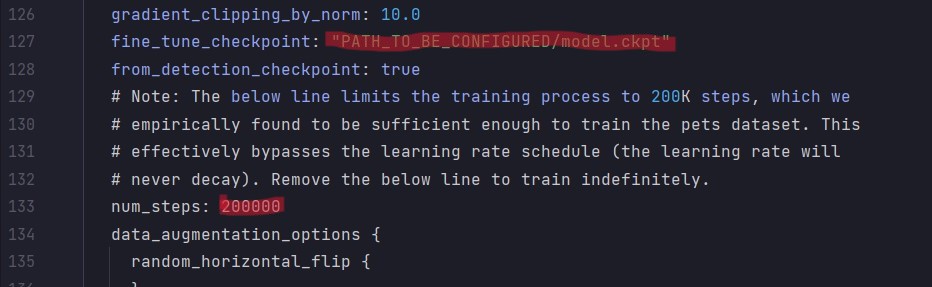 126 gradient_clipping_by_norm: 10.0
127 fine_tune_checkpoint: "PATH_TO_BE_CONFIGURED/model.ckpt"
128 from_detection_checkpoint: true
129 # Note: The below line limits the training process to 200K steps, which we
130 # empirically found to be sufficient enough to train the pets dataset. This
131 # effectively bypasses the learning rate schedule (the learning rate will
132 # never decay). Remove the below line to train indefinitely.
133 num_steps: 200000
134 data_augmentation_options {
135 random_horizontal_flip {